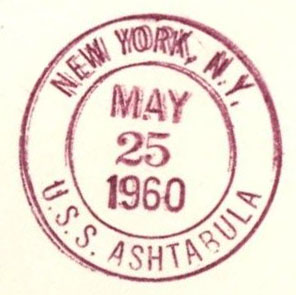 NEW YORK, N.Y.
MAY
25
1960
U.S.S. ASHTABULA